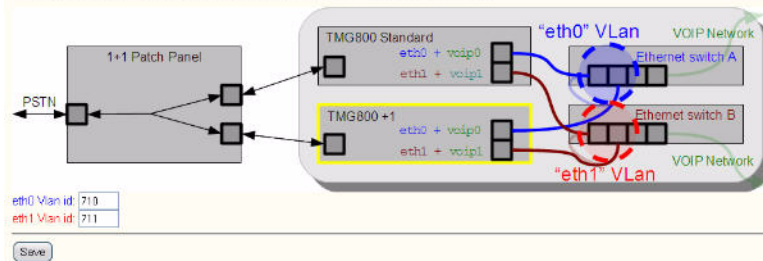 "eth0" VLan
VOIP Network
TMG800 Standard
1+1 Patch Panel
eth0 + voip0
Ethernet switch A
eth1 + voip1
PSTN
TMG800 +1
Ethernet switch B
eth0 + voip0
eth1 + voip1
VOIP Network
"eth1" VLan
eth0 Vlan id: 710
eth1 Vlan id: 711
Save